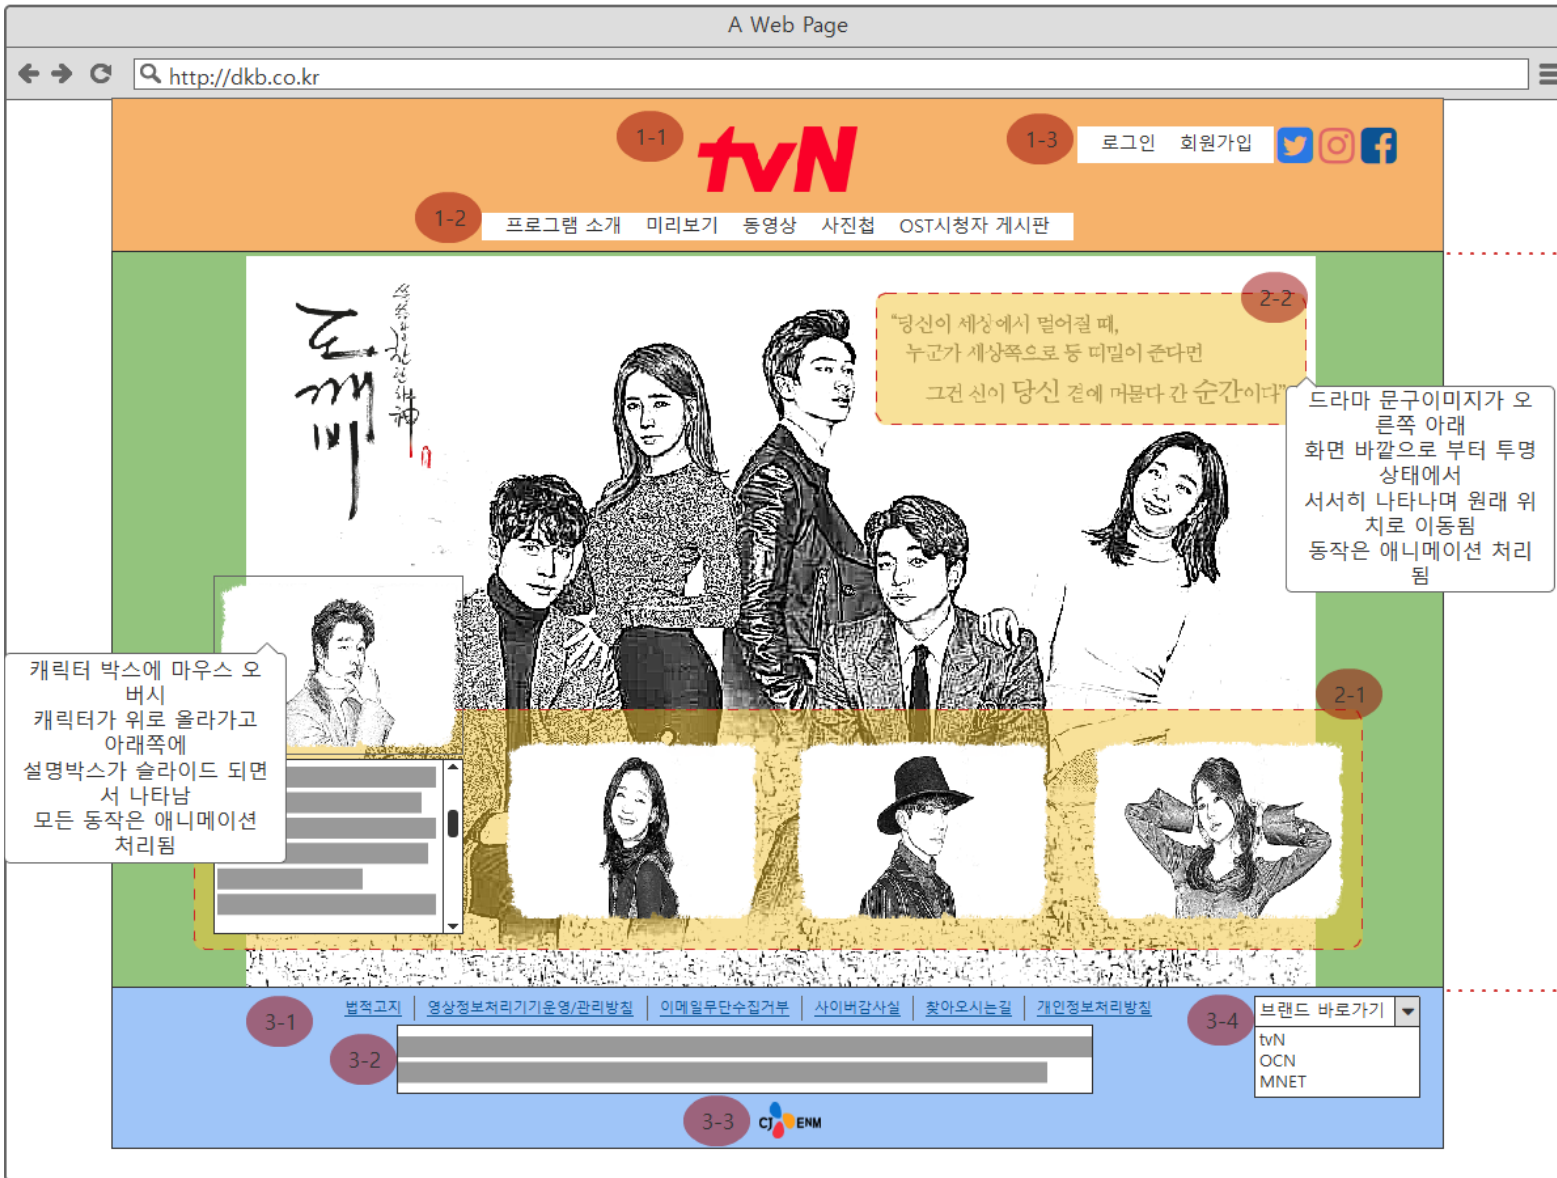 A Web Page
http://dkb.co.kr
1-1
tvN
1-3
로그인 회원가입
1-2
프로그램 소개 미리보기 동영상 사진첩 OST시청자 게시판
도깨비
쓸쓸하고 찬란하神
2-2
“당신이 세상에서 멀어질 때,
누군가 세상쪽으로 등 떠밀어 준다면
그건 신이 당신 곁에 머물다 간 순간이다”
드라마 문구이미지가 오
른쪽 아래
화면 바깥으로 부터 투명
상태에서
서서히 나타나며 원래 위
치로 이동됨
동작은 애니메이션 처리
됨
캐릭터 박스에 마우스 오
버시
캐릭터가 위로 올라가고
아래쪽에
설명박스가 슬라이드 되면
서 나타남
모든 동작은 애니메이션
처리됨
2-1
3-1
법적고지 영상정보처리기기운영/관리방침 이메일무단수집거부 사이버감사실 찾아오시는길 개인정보처리방침
3-4
브랜드 바로가기
tvN
OCN
MNET
3-2
3-3
CJ ENM